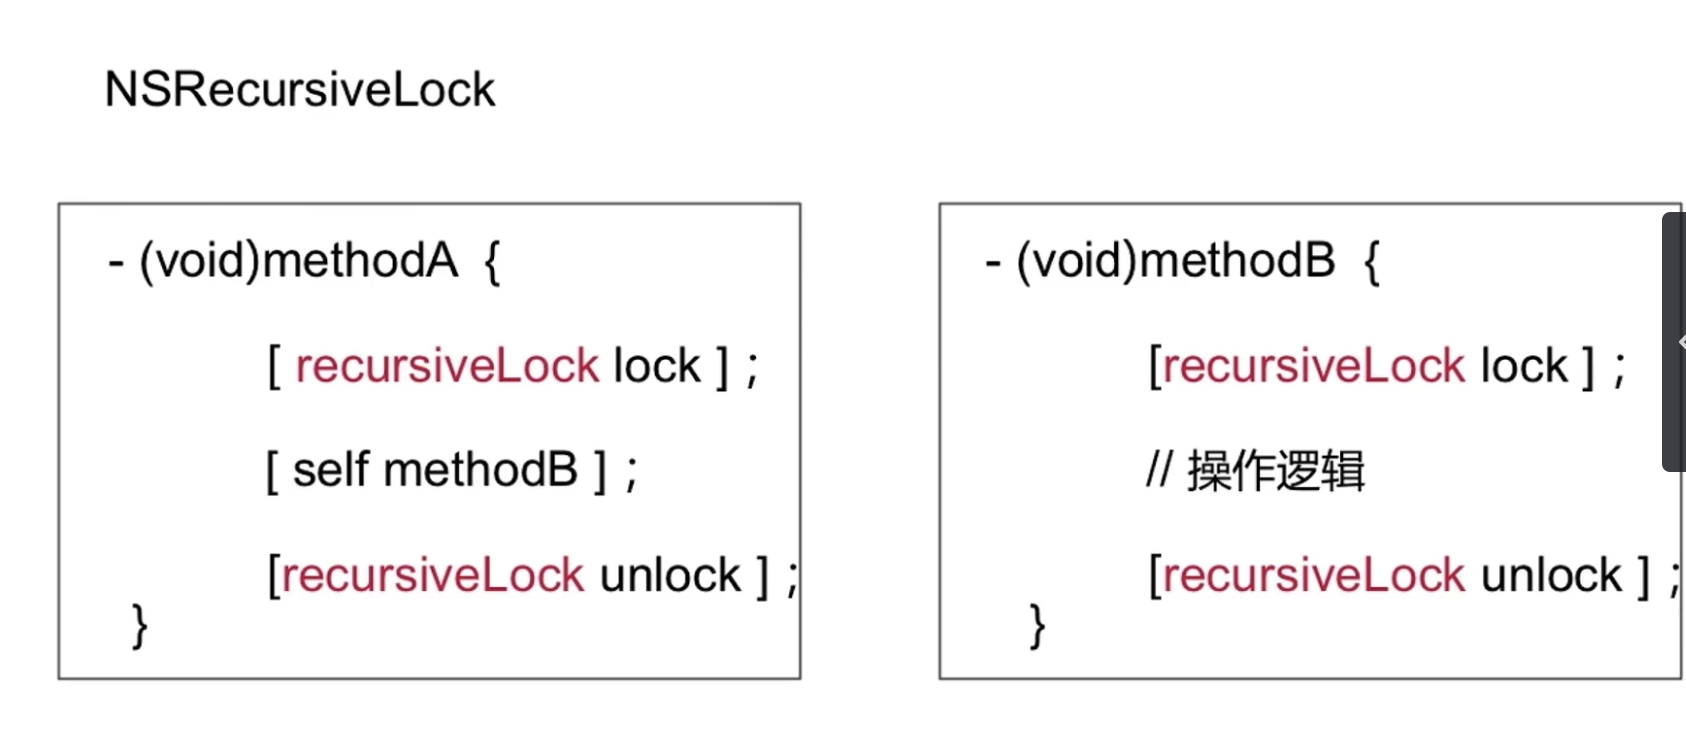 NSRecursiveLock
- (void)methodA {
[ recursiveLock lock ] ;
[ self methodB ] ;
[recursiveLock unlock ] ;
}
- (void)methodB {
[recursiveLock lock ] ;
// 操作逻辑
[recursiveLock unlock ] ;
}